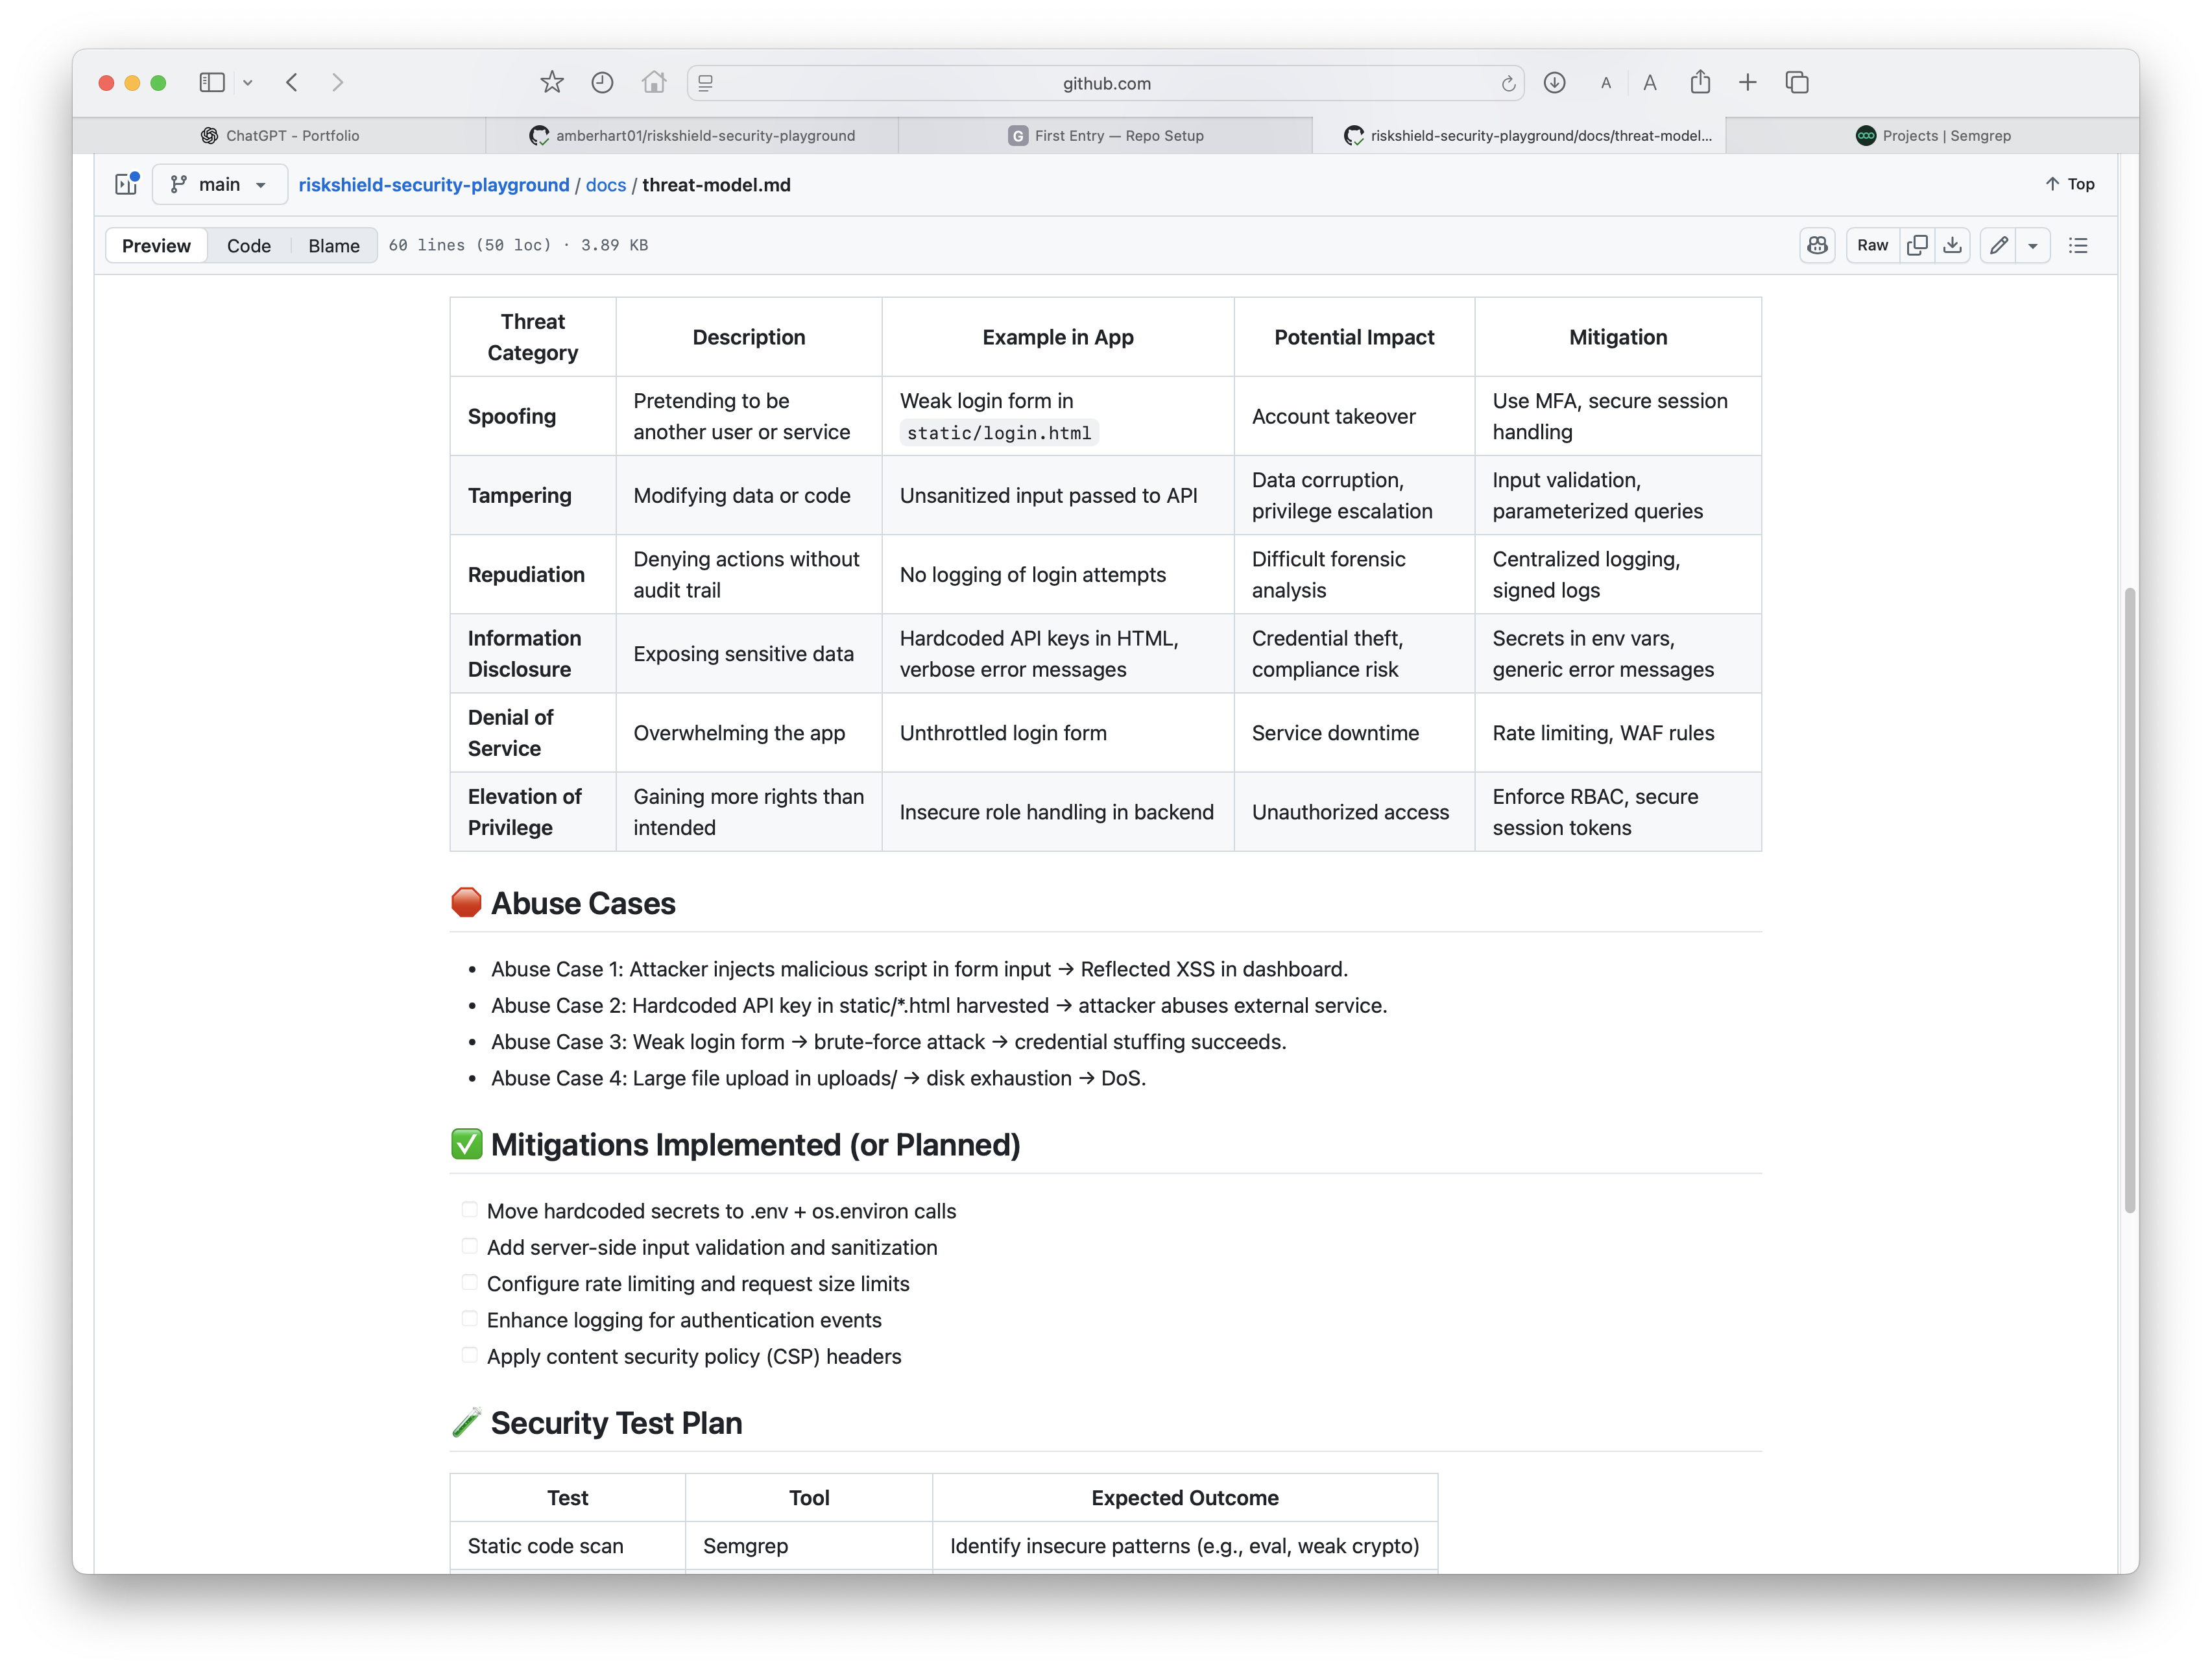 github.com
A A
ChatGPT - Portfolio
amberhart01/riskshield-security-playground
G First Entry — Repo Setup
riskshield-security-playground/docs/threat-model...
Projects | Semgrep
main
riskshield-security-playground / docs / threat-model.md
Top
Preview
Code
Blame
60 lines (50 loc) · 3.89 KB
Raw
Threat
Category
Description
Example in App
Potential Impact
Mitigation
Spoofing
Pretending to be
another user or service
Weak login form in
static/login.html
Account takeover
Use MFA, secure session
handling
Tampering
Modifying data or code
Unsanitized input passed to API
Data corruption,
privilege escalation
Input validation,
parameterized queries
Repudiation
Denying actions without
audit trail
No logging of login attempts
Difficult forensic
analysis
Centralized logging,
signed logs
Information
Disclosure
Exposing sensitive data
Hardcoded API keys in HTML,
verbose error messages
Credential theft,
compliance risk
Secrets in env vars,
generic error messages
Denial of
Service
Overwhelming the app
Unthrottled login form
Service downtime
Rate limiting, WAF rules
Elevation of
Privilege
Gaining more rights than
intended
Insecure role handling in backend
Unauthorized access
Enforce RBAC, secure
session tokens
Abuse Cases
• Abuse Case 1: Attacker injects malicious script in form input → Reflected XSS in dashboard.
• Abuse Case 2: Hardcoded API key in static/*.html harvested → attacker abuses external service.
• Abuse Case 3: Weak login form → brute-force attack → credential stuffing succeeds.
• Abuse Case 4: Large file upload in uploads/ → disk exhaustion → DoS.
✅ Mitigations Implemented (or Planned)
Move hardcoded secrets to .env + os.environ calls
Add server-side input validation and sanitization
Configure rate limiting and request size limits
Enhance logging for authentication events
Apply content security policy (CSP) headers
Security Test Plan
Test
Tool
Expected Outcome
Static code scan
Semgrep
Identify insecure patterns (e.g., eval, weak crypto)